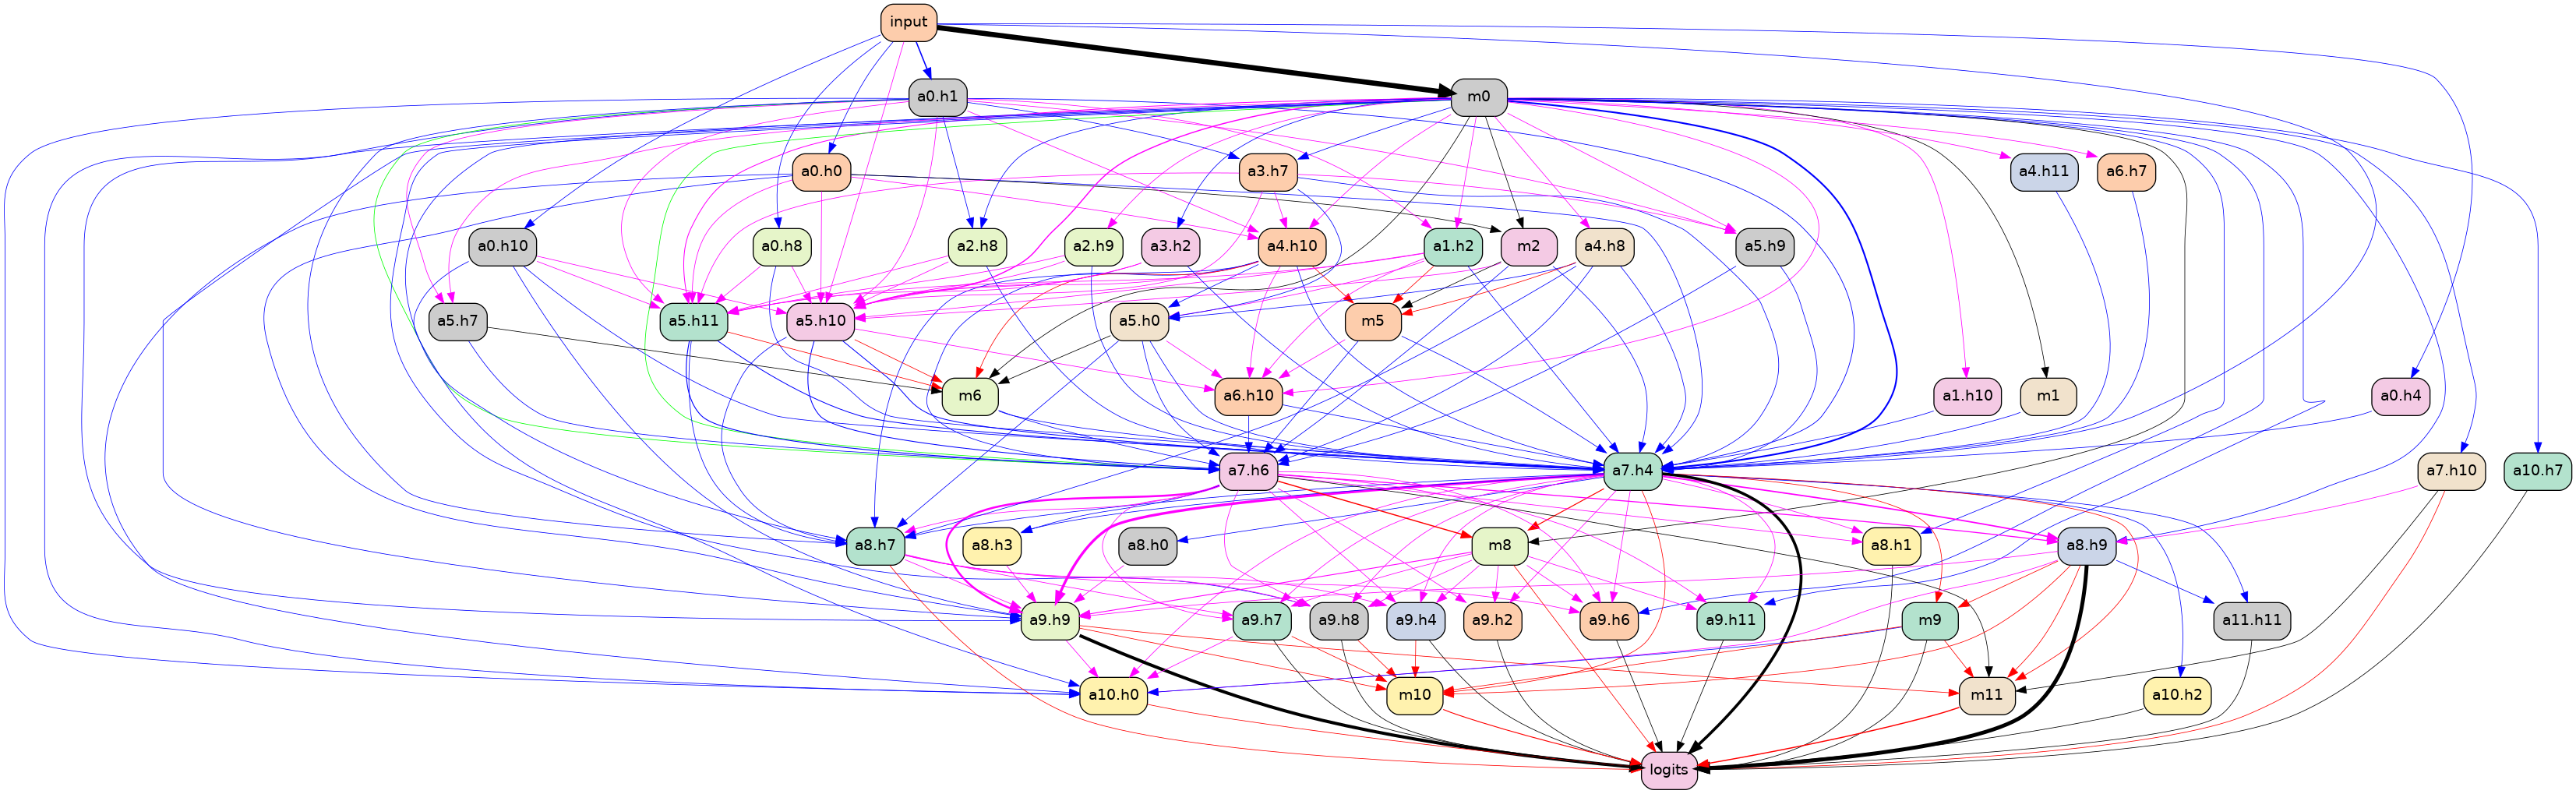 input
a0.h1 m0
a0.h0 a3.h7 a4.h11 a6.h7
a0.h10 a0.h8 a2.h8 a2.h9 a3.h2 a4.h10 a1.h2 m2 a4.h8 a5.h9
a5.h7 a5.h11 a5.h10 a5.h0 m5
m6 a6.h10 a1.h10 m1 a0.h4
a7.h6 a7.h4 a7.h10 a10.h7
a8.h7 a8.h3 a8.h0 m8 a8.h1 a8.h9
a9.h9 a9.h7 a9.h8 a9.h4 a9.h2 a9.h6 a9.h11 m9 a11.h11
a10.h0 m10 m11 a10.h2
logits